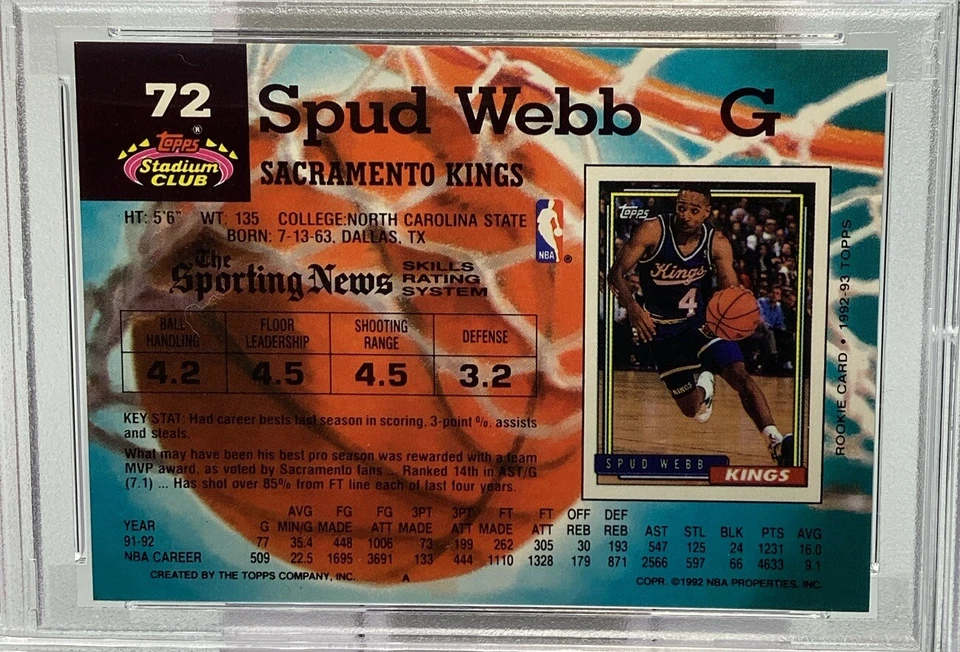 72
Topps®
Stadium
CLUB
Spud Webb G
SACRAMENTO KINGS
HT: 5'6" WT: 135 COLLEGE: NORTH CAROLINA STATE
BORN: 7-13-63, DALLAS, TX
NBA ®
The
Sporting News
SKILLS
RATING
SYSTEM
BALL HANDLING FLOOR LEADERSHIP SHOOTING RANGE DEFENSE
4.2 4.5 4.5 3.2
KEY STAT: Had career bests last season in scoring, 3-point %, assists
and steals.
What may have been his best pro season was rewarded with a team
MVP award, as voted by Sacramento fans ... Ranked 14th in AST/G
(7.1) ... Has shot over 85% from FT line each of last four years.
Topps
Kings
4
KINGS
SPUD WEBB
KINGS
ROOKIE CARD • 1992-93 TOPPS
YEAR G AVG MIN/G FG MADE FG ATT 3PT MADE 3PT ATT FT MADE FT ATT OFF REB DEF REB AST STL BLK PTS AVG
91-92 77 35.4 448 1006 73 199 262 305 30 193 547 125 24 1231 16.0
NBA CAREER 509 22.5 1695 3691 133 444 1110 1328 179 871 2566 597 66 4633 9.1
CREATED BY THE TOPPS COMPANY, INC. A COPR. ©1992 NBA PROPERTIES, INC.